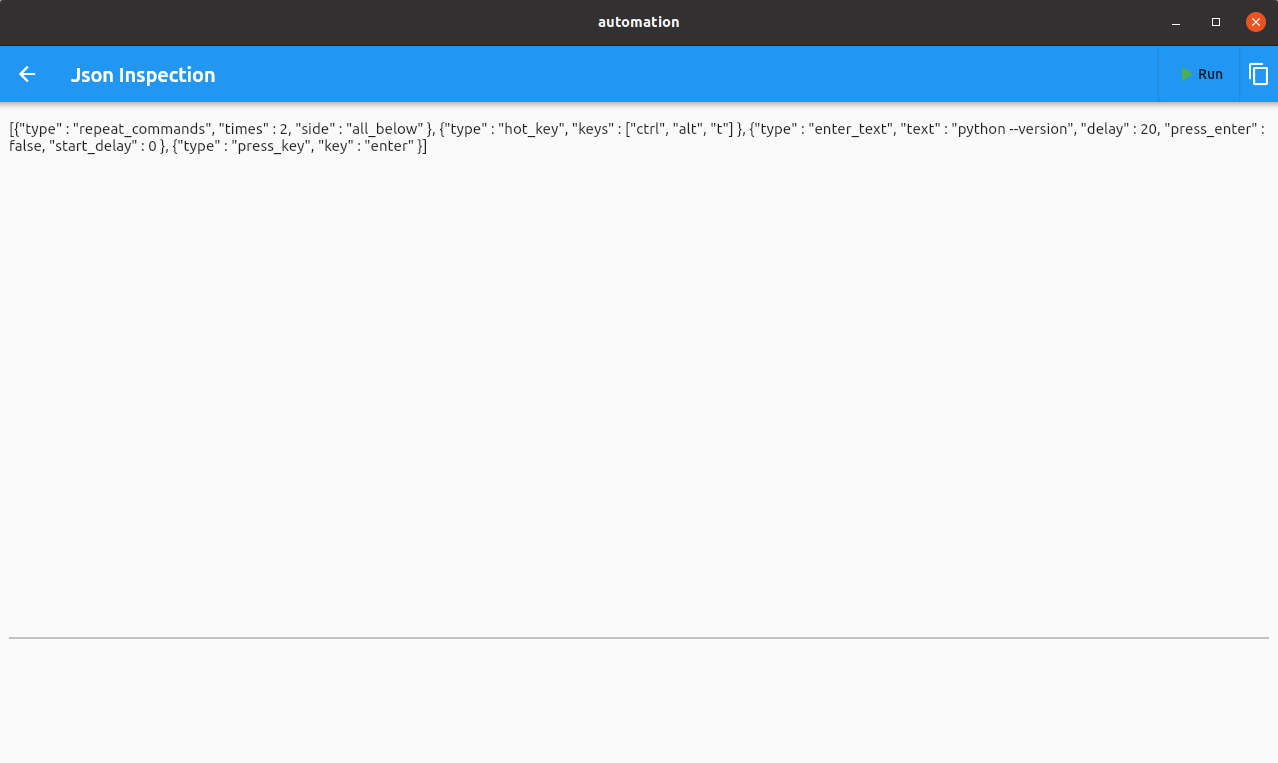 automation
Json Inspection
Run
[{"type" : "repeat_commands", "times" : 2, "side" : "all_below" }, {"type" : "hot_key", "keys" : ["ctrl", "alt", "t"] }, {"type" : "enter_text", "text" : "python --version", "delay" : 20, "press_enter" :
false, "start_delay" : 0 }, {"type" : "press_key", "key" : "enter" }]